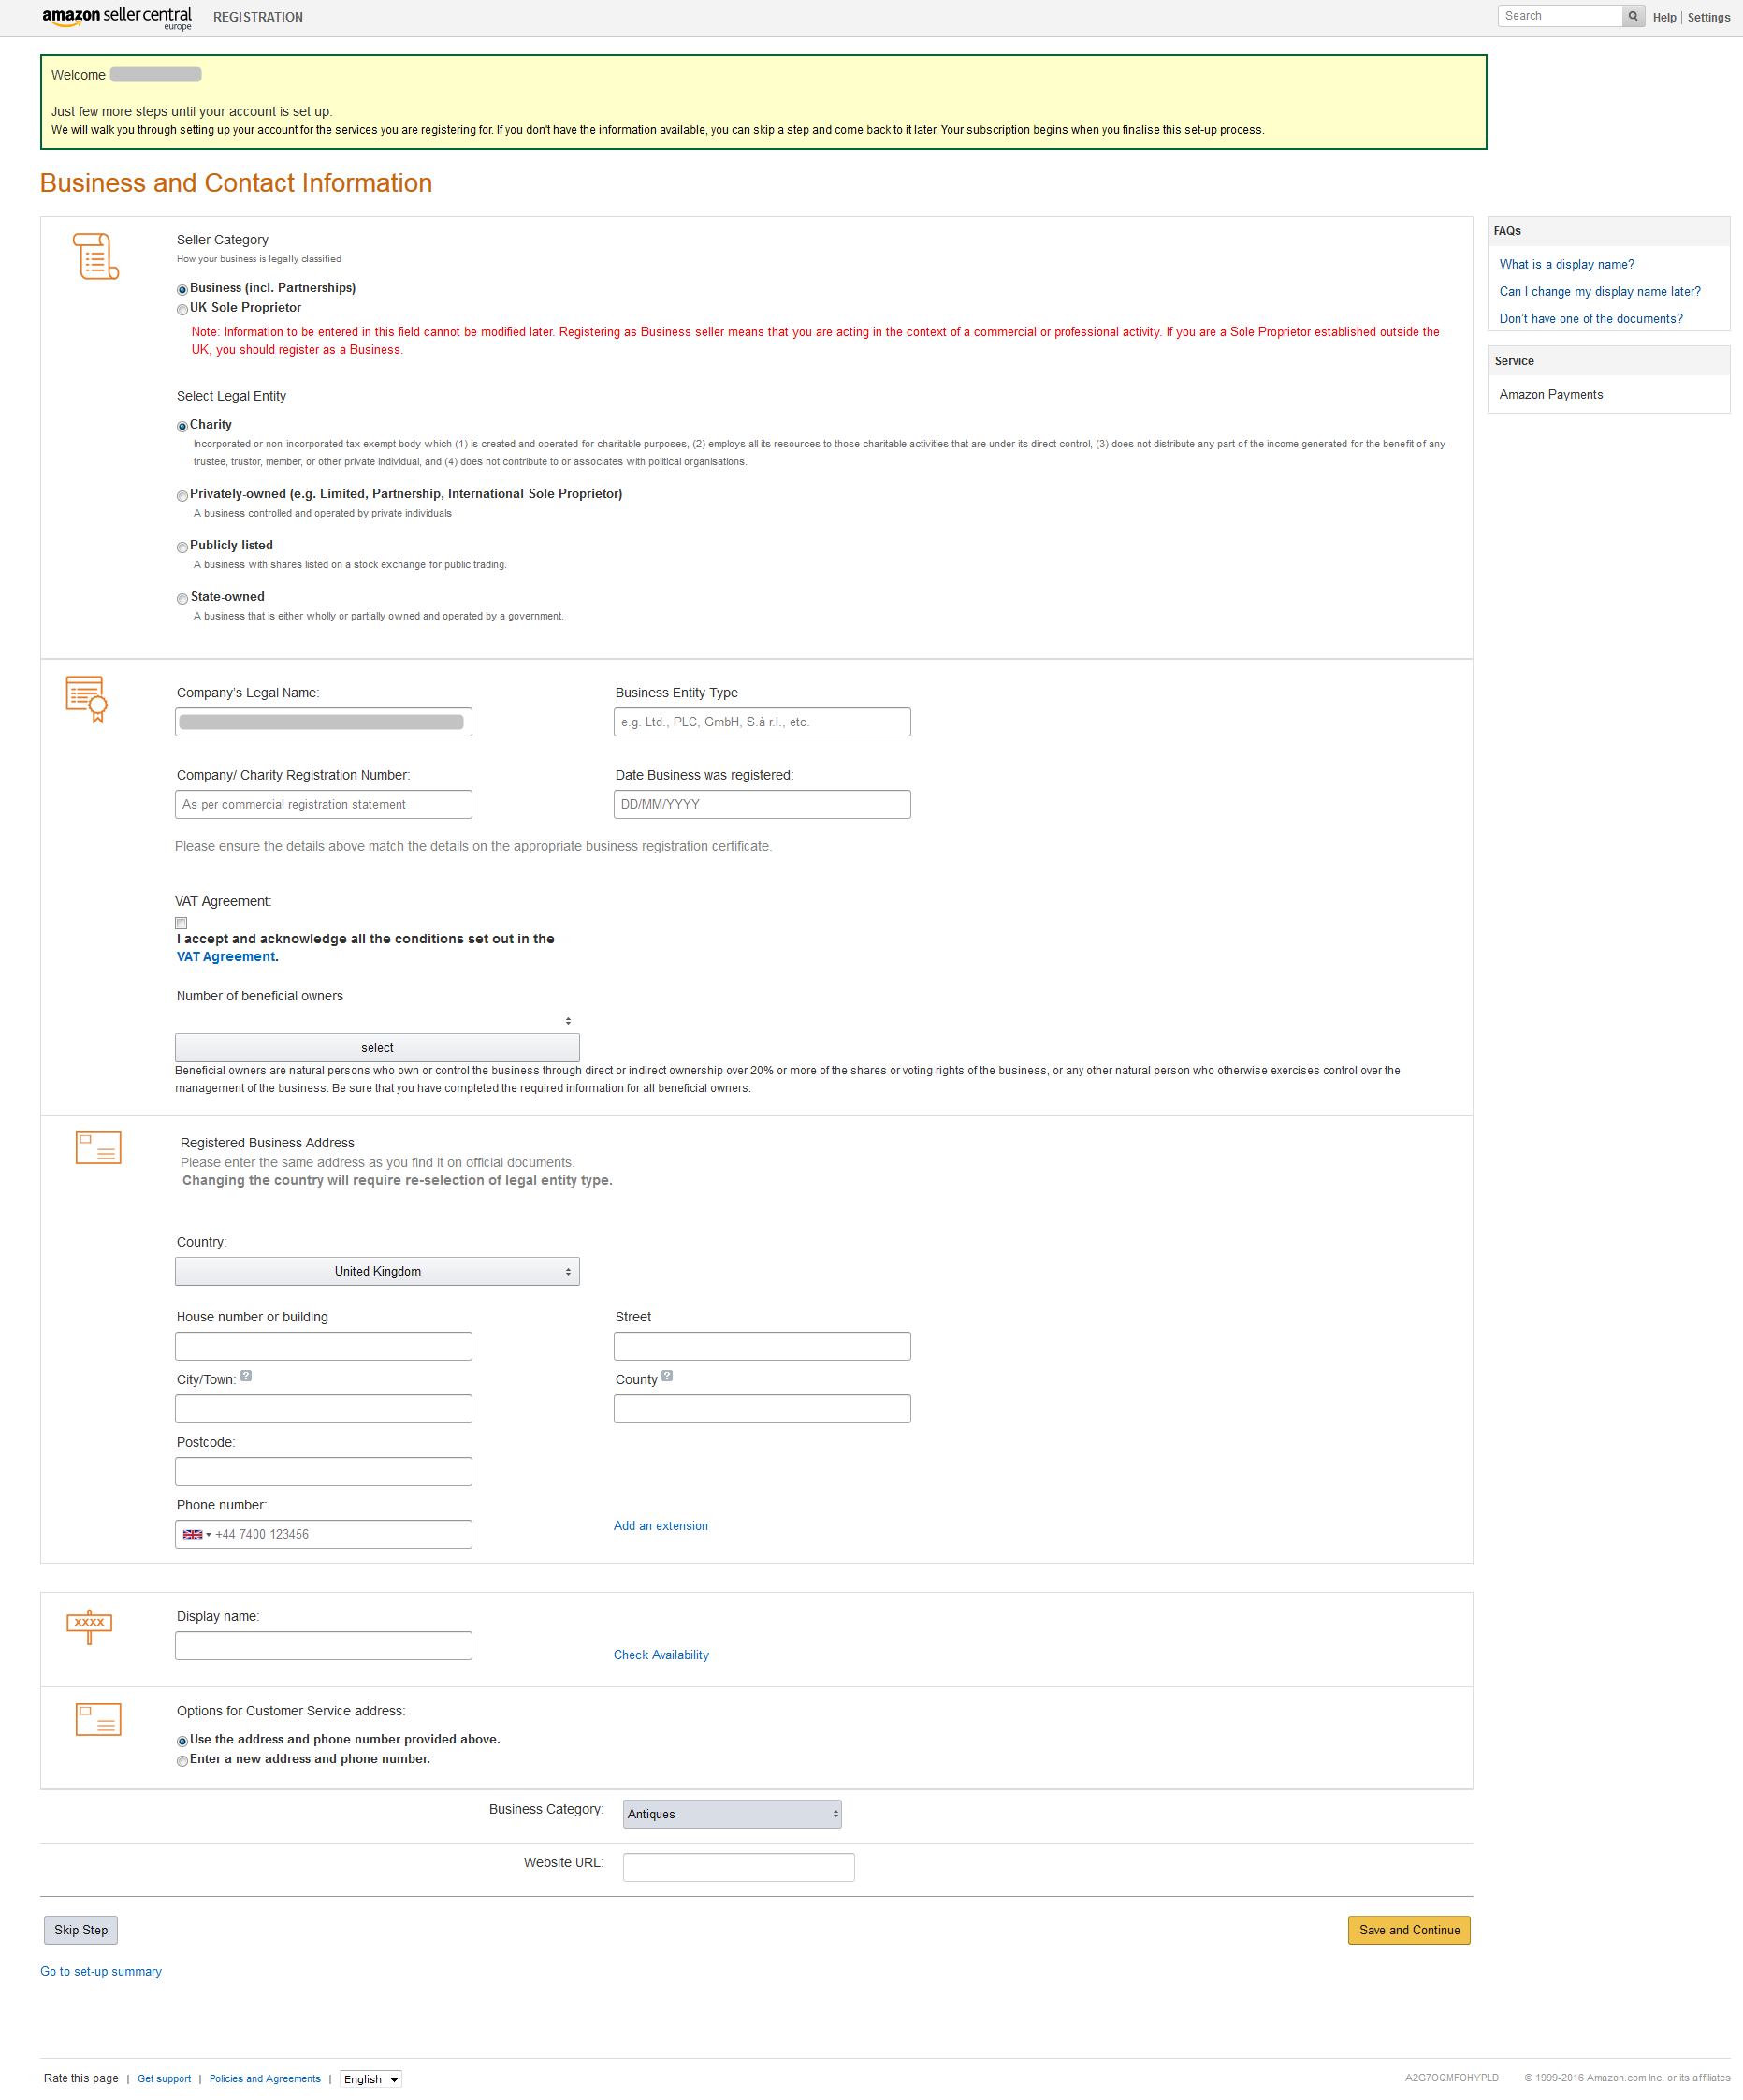 amazon seller central
europe
REGISTRATION
Search
Help | Settings
Welcome
Just few more steps until your account is set up.
We will walk you through setting up your account for the services you are registering for. If you don't have the information available, you can skip a step and come back to it later. Your subscription begins when you finalise this set-up process.
Business and Contact Information
Seller Category
How your business is legally classified
Business (incl. Partnerships)
UK Sole Proprietor
Note: Information to be entered in this field cannot be modified later. Registering as Business seller means that you are acting in the context of a commercial or professional activity. If you are a Sole Proprietor established outside the
UK, you should register as a Business.
Select Legal Entity
Charity
Incorporated or non-incorporated tax exempt body which (1) is created and operated for charitable purposes, (2) employs all its resources to those charitable activities that are under its direct control, (3) does not distribute any part of the income generated for the benefit of any
trustee, trustor, member, or other private individual, and (4) does not contribute to or associates with political organisations.
Privately-owned (e.g. Limited, Partnership, International Sole Proprietor)
A business controlled and operated by private individuals
Publicly-listed
A business with shares listed on a stock exchange for public trading.
State-owned
A business that is either wholly or partially owned and operated by a government.
FAQs
What is a display name?
Can I change my display name later?
Don't have one of the documents?
Service
Amazon Payments
Company's Legal Name:
Business Entity Type
e.g. Ltd., PLC, GmbH, S.à r.l., etc.
Company/ Charity Registration Number:
Date Business was registered:
As per commercial registration statement
DD/MM/YYYY
Please ensure the details above match the details on the appropriate business registration certificate.
VAT Agreement:
I accept and acknowledge all the conditions set out in the
VAT Agreement.
Number of beneficial owners
select
Beneficial owners are natural persons who own or control the business through direct or indirect ownership over 20% or more of the shares or voting rights of the business, or any other natural person who otherwise exercises control over the
management of the business. Be sure that you have completed the required information for all beneficial owners.
Registered Business Address
Please enter the same address as you find it on official documents.
Changing the country will require re-selection of legal entity type.
Country:
United Kingdom
House number or building
Street
City/Town: ?
County ?
Postcode:
Phone number:
+44 7400 123456
Add an extension
XXXX
Display name:
Check Availability
Options for Customer Service address:
Use the address and phone number provided above.
Enter a new address and phone number.
Business Category:
Antiques
Website URL:
Skip Step
Save and Continue
Go to set-up summary
Rate this page | Get support | Policies and Agreements | English
A2G7OQMFOHYPLD
© 1999-2016 Amazon.com Inc. or its affiliates